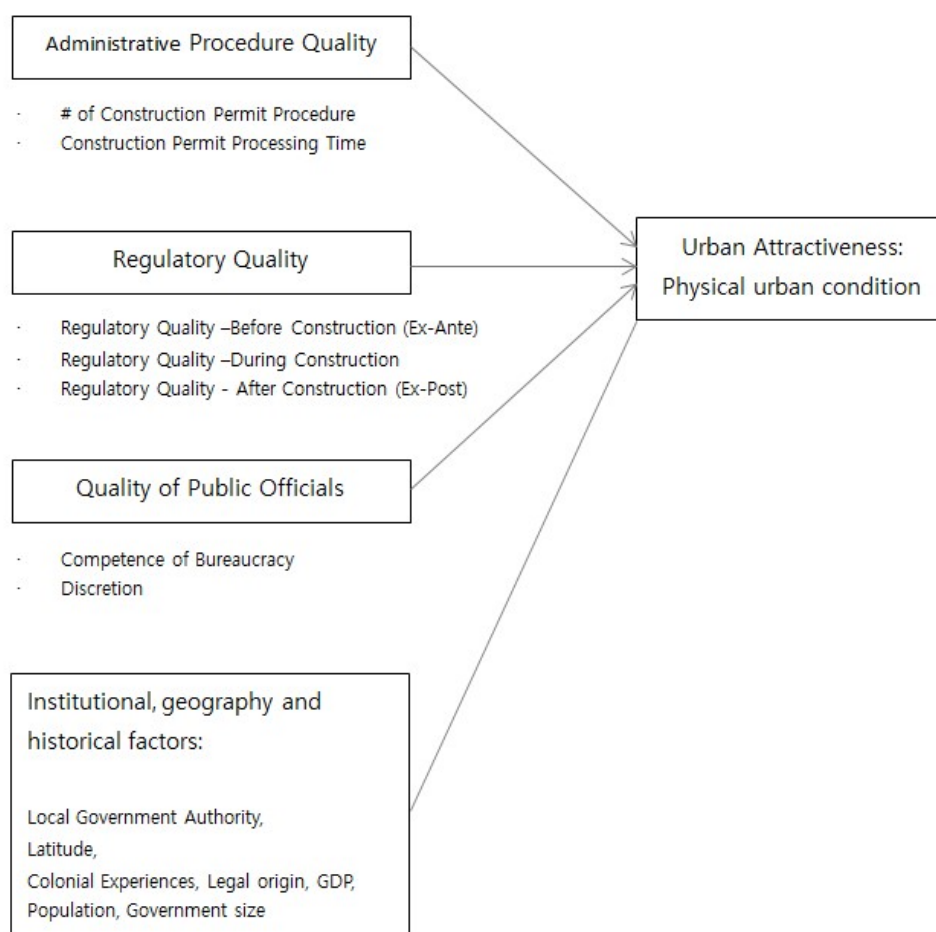 Administrative Procedure Quality
· # of Construction Permit Procedure
· Construction Permit Processing Time
Regulatory Quality
· Regulatory Quality –Before Construction (Ex-Ante)
· Regulatory Quality –During Construction
· Regulatory Quality - After Construction (Ex-Post)
Quality of Public Officials
· Competence of Bureaucracy
· Discretion
Institutional, geography and
historical factors:
Local Government Authority,
Latitude,
Colonial Experiences, Legal origin, GDP,
Population, Government size
Urban Attractiveness:
Physical urban condition